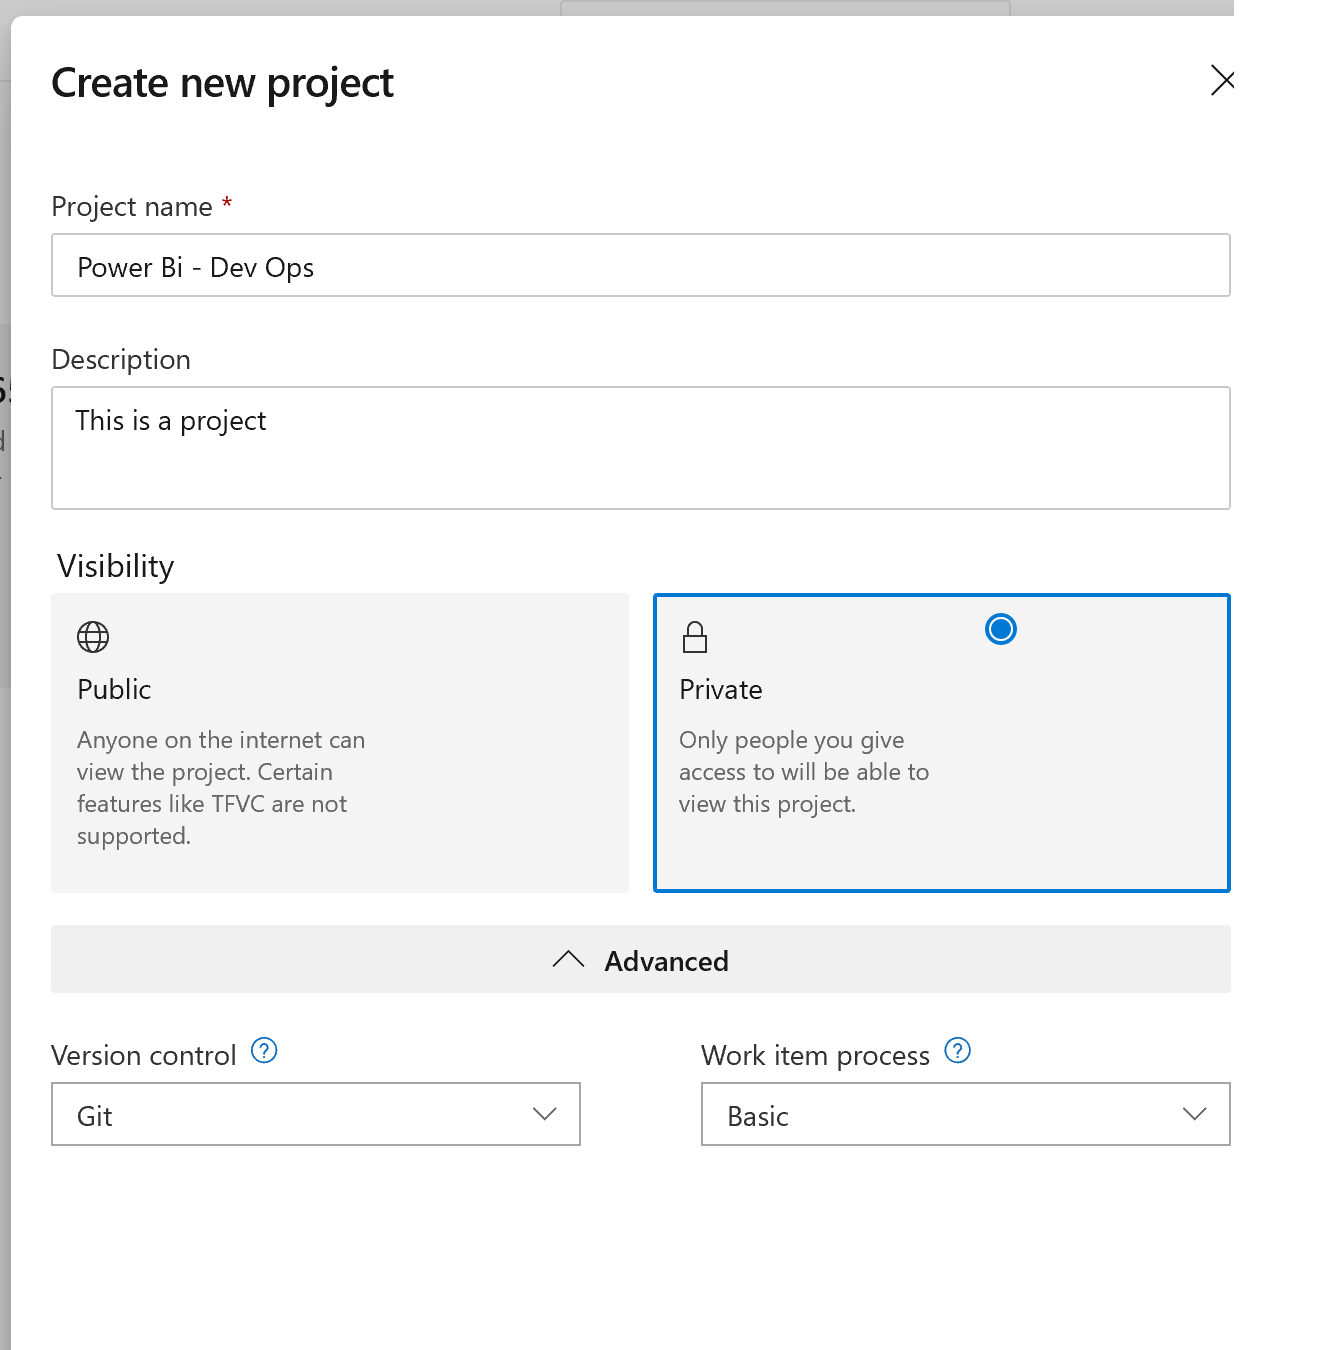 Create new project
Project name *
Power Bi - Dev Ops
Description
This is a project
Visibility
Public
Anyone on the internet can
view the project. Certain
features like TFVC are not
supported.
Private
Only people you give
access to will be able to
view this project.
Advanced
Version control
Git
Work item process
Basic